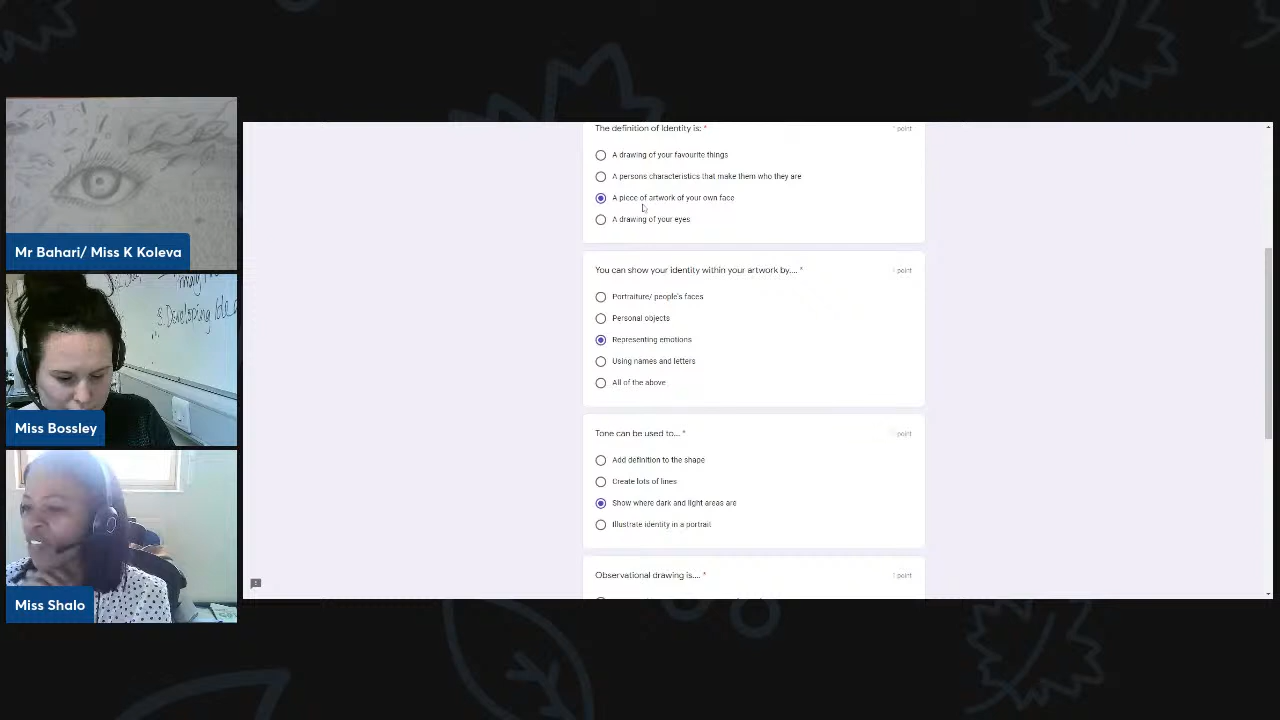 Mr Bahari/ Miss K Koleva
3. Developing Idea
Miss Bossley
Miss Shalo
The definition of Identity is: *
point
A drawing of your favourite things
A persons characteristics that make them who they are
A piece of artwork of your own face
A drawing of your eyes
You can show your identity within your artwork by.... *
1 point
Portraiture/ people's faces
Personal objects
Representing emotions
Using names and letters
All of the above
Tone can be used to... *
point
Add definition to the shape
Create lots of lines
Show where dark and light areas are
Illustrate identity in a portrait
Observational drawing is.... *
1 point